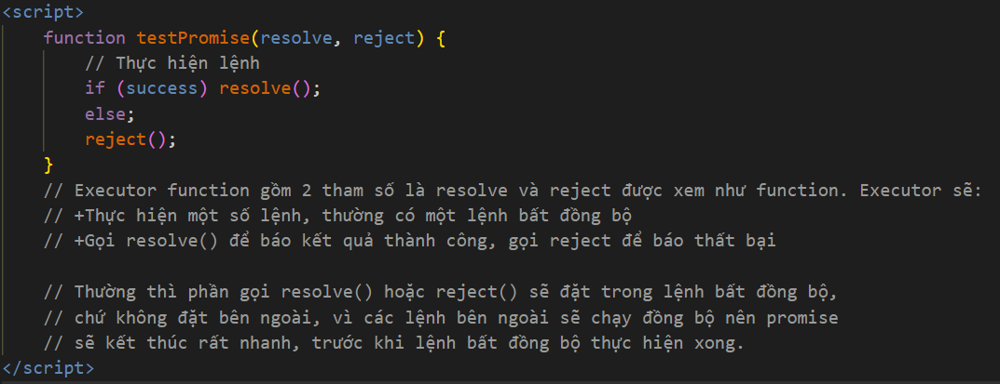 <script>
function testPromise(resolve, reject) {
// Thực hiện lệnh
if (success) resolve();
else;
reject();
}
// Executor function gồm 2 tham số là resolve và reject được xem như function. Executor sẽ:
// +Thực hiện một số lệnh, thường có một lệnh bất đồng bộ
// +Gọi resolve() để báo kết quả thành công, gọi reject để báo thất bại
// Thường thì phần gọi resolve() hoặc reject() sẽ đặt trong lệnh bất đồng bộ,
// chứ không đặt bên ngoài, vì các lệnh bên ngoài sẽ chạy đồng bộ nên promise
// sẽ kết thúc rất nhanh, trước khi lệnh bất đồng bộ thực hiện xong.
</script>